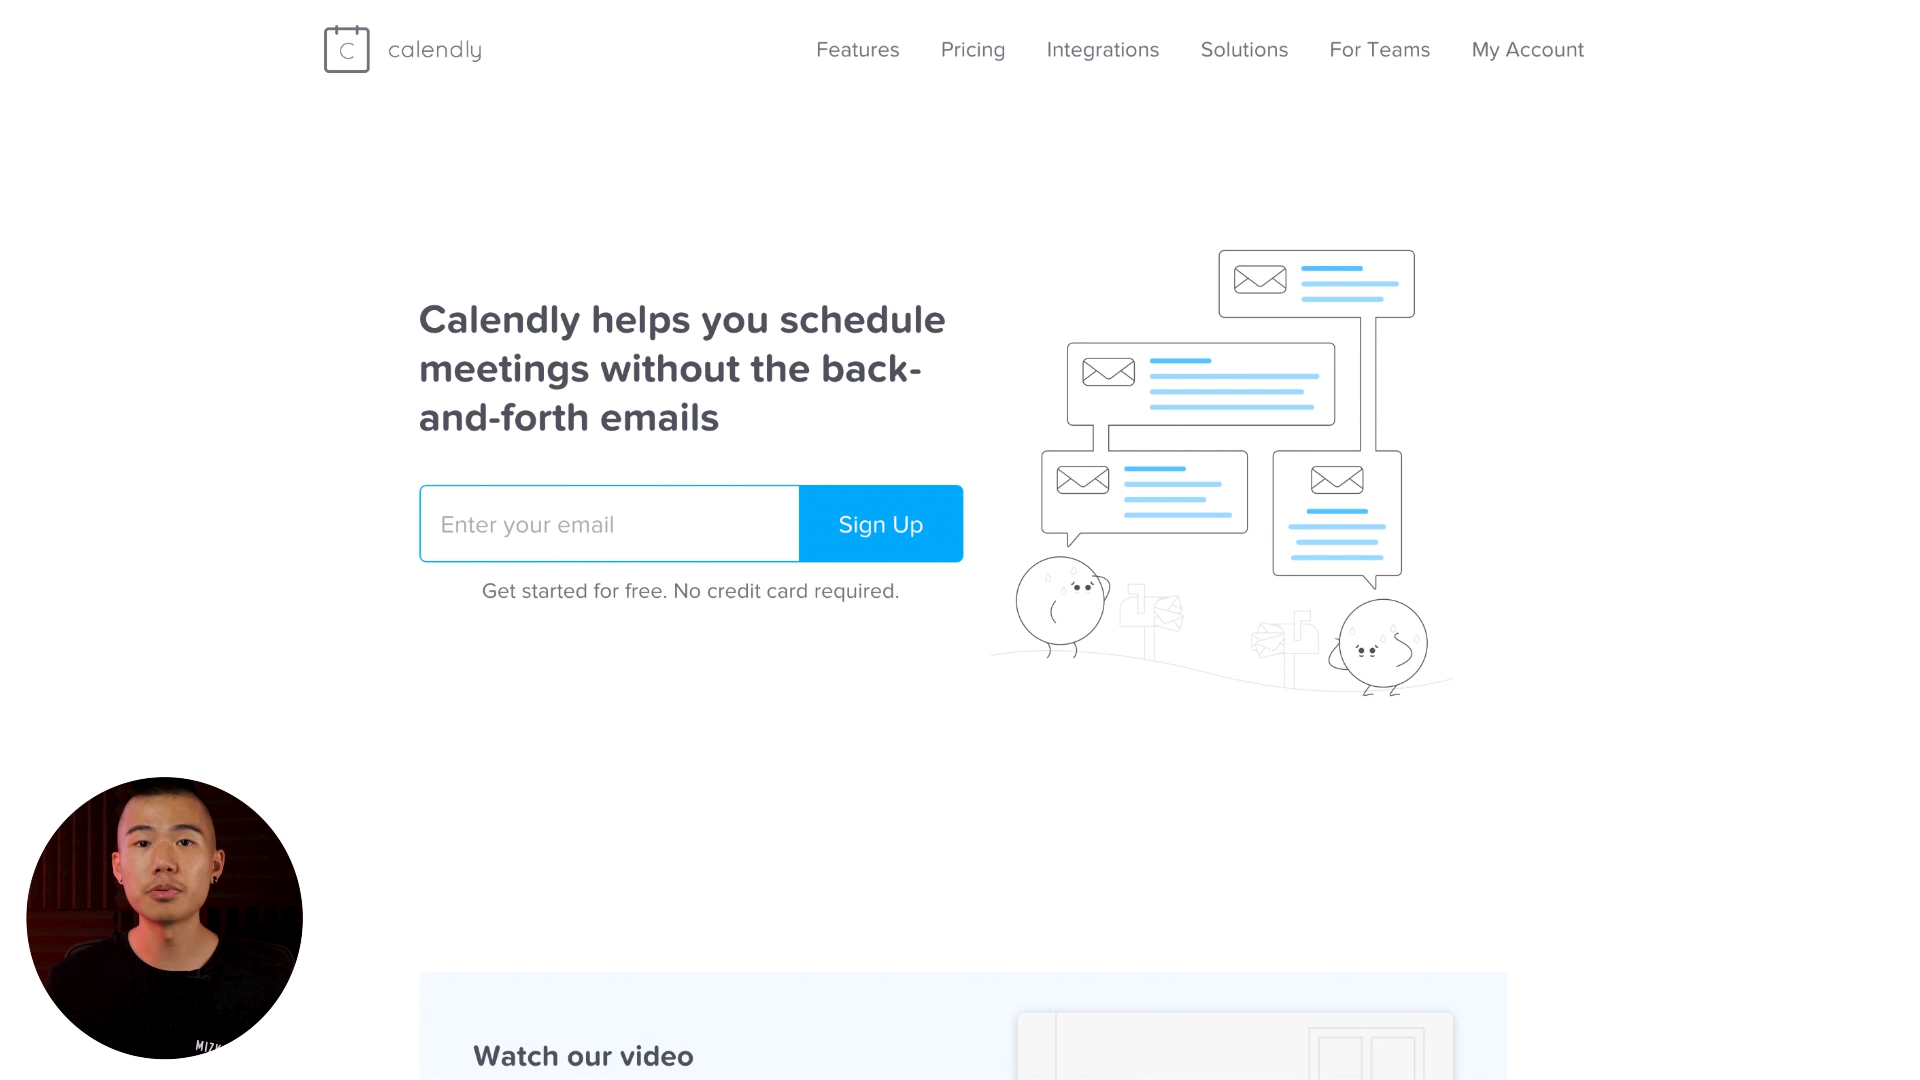 C
calendly
Features
Pricing
Integrations
Solutions
For Teams
My Account
Calendly helps you schedule
meetings without the back-
and-forth emails
Enter your email
Sign Up
Get started for free. No credit card required.
Watch our video